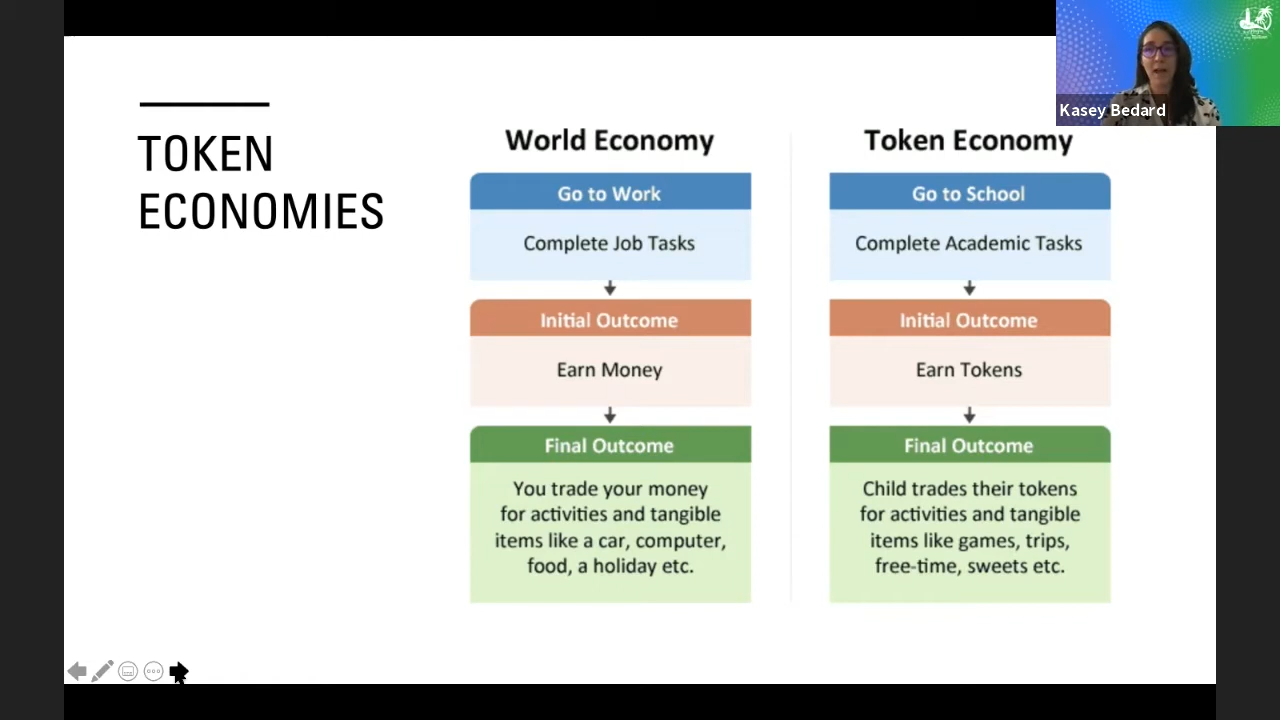 TOKEN
ECONOMIES
World Economy
Go to Work
Complete Job Tasks
Initial Outcome
Earn Money
Final Outcome
You trade your money
for activities and tangible
items like a car, computer,
food, a holiday etc.
Token Economy
Go to School
Complete Academic Tasks
Initial Outcome
Earn Tokens
Final Outcome
Child trades their tokens
for activities and tangible
items like games, trips,
free-time, sweets etc.
Kasey Bedard